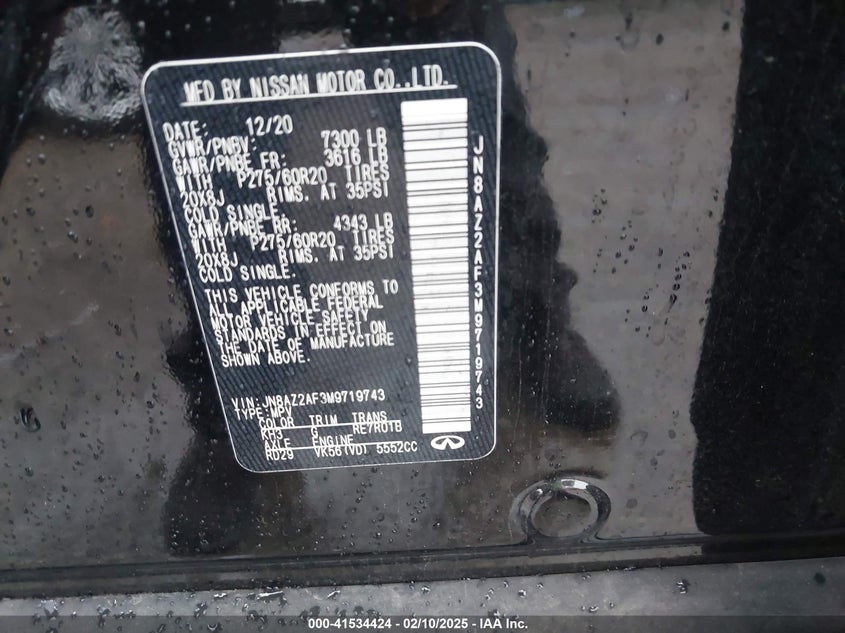 MFD BY NISSAN MOTOR CO.,LTD.
DATE: 12/20
GVWR/PNBV: 7300 LB
GAWR/PNBE FR: 3616 LB
WITH P275/60R20 TIRES
20X8J RIMS. AT 35PSI
COLD SINGLE.
GAWR/PNBE RR: 4343 LB
WITH P275/60R20 TIRES
20X8J RIMS. AT 35PSI
COLD SINGLE.
THIS VEHICLE CONFORMS TO
ALL APPLICABLE FEDERAL
MOTOR VEHICLE SAFETY
STANDARDS IN EFFECT ON
THE DATE OF MANUFACTURE
SHOWN ABOVE.
VIN:JN8AZ2AF3M9719743
TYPE:MPV
COLOR TRIM TRANS
KH3 G RE7R01B
AXLE ENGINE
RD29 VK56(VD) 5552CC
JN8AZ2AF3M9719743
000-41534424 — 02/10/2025 — IAA Inc.